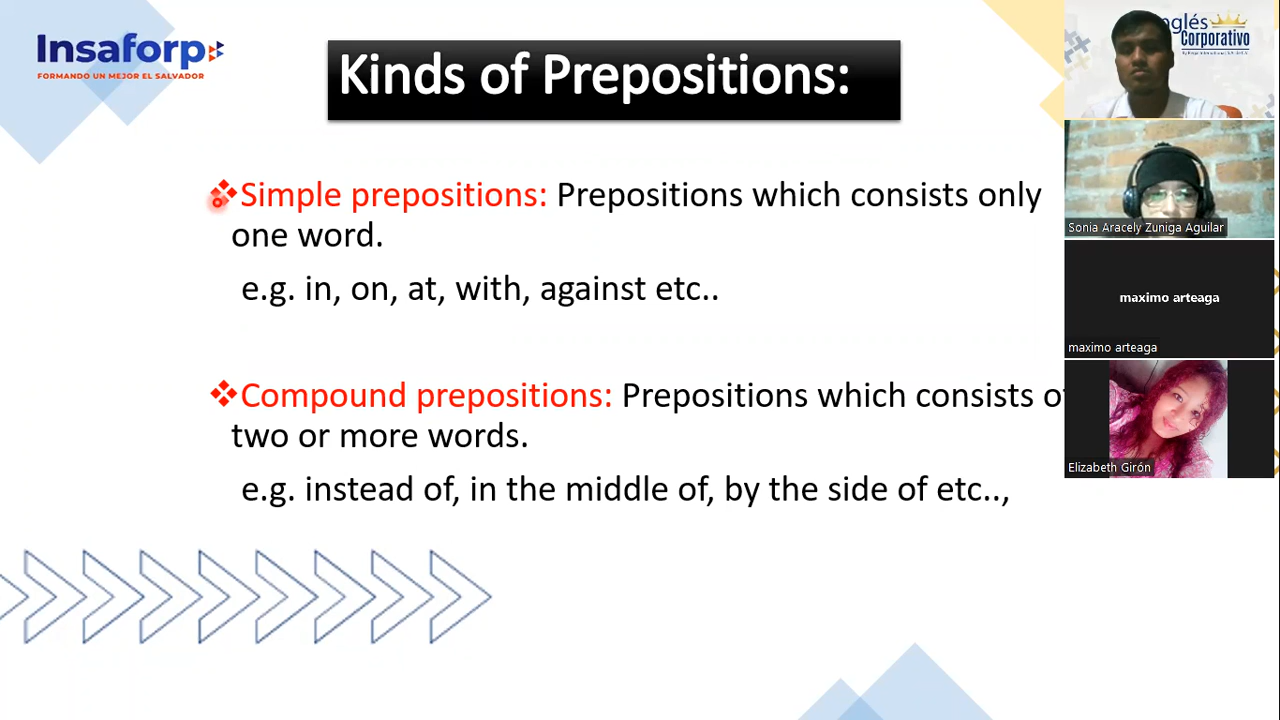 Insaforp
FORMANDO UN MEJOR EL SALVADOR
Kinds of Prepositions:
Simple prepositions: Prepositions which consists only
one word.
e.g. in, on, at, with, against etc..
Compound prepositions: Prepositions which consists of
two or more words.
e.g. instead of, in the middle of, by the side of etc..,
nglés
Corporativo
Sonia Aracely Zuniga Aguilar
maximo arteaga
maximo arteaga
Elizabeth Girón